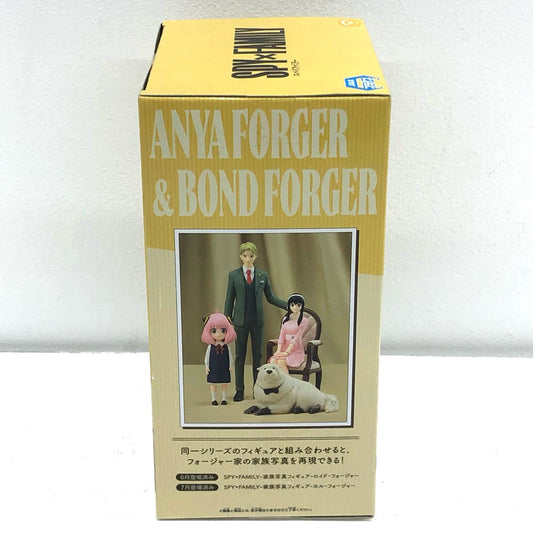 SPY×FAMILY
ANYA FORGER
& BOND FORGER
同一シリーズのフィギュアと組み合わせると、
フォージャー家の家族写真を再現できる!
6月登場済み SPY×FAMILY-家族写真フィギュア-ロイド・フォージャー
7月登場済み SPY×FAMILY-家族写真フィギュア-ヨル・フォージャー